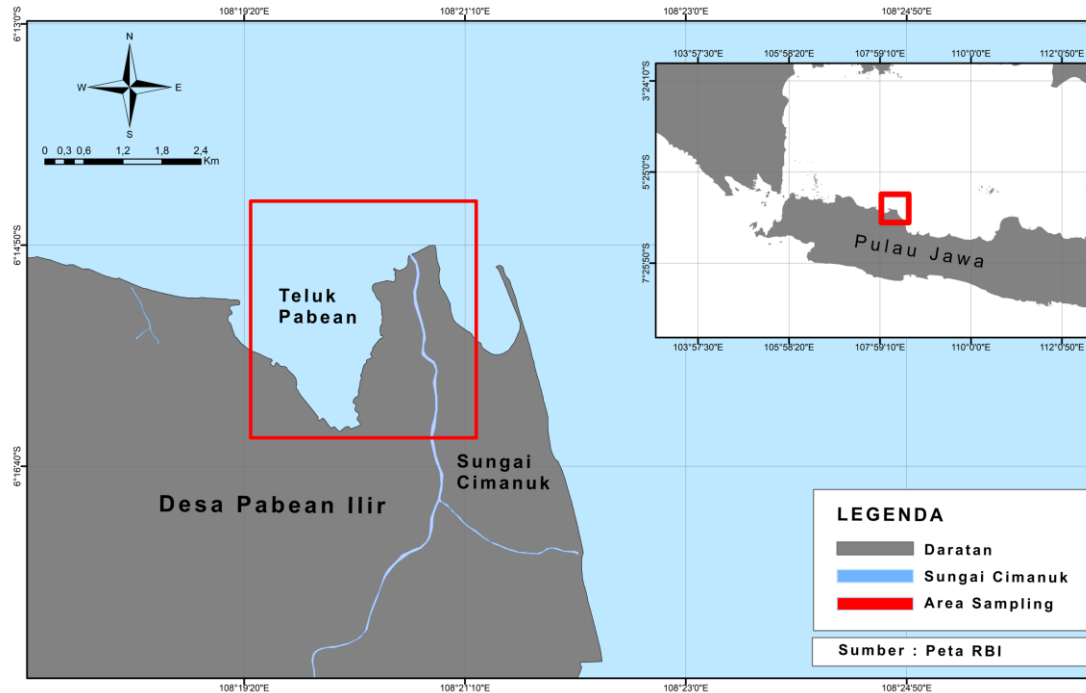 108°19'20"E
108°21'10"E
108°23'0"E
108°24'50"E
6°13'0"S
6°14'50"S
6°16'40"S
N
W
E
S
0 0,3 0,6 1,2 1,8 2,4
Km
103°57'30"E
105°58'20"E
107°59'10"E
110°0'0"E
112°0'50"E
3°24'10"S
5°25'0"S
7°25'50"S
Pulau Jawa
103°57'30"E
105°58'20"E
107°59'10"E
110°0'0"E
112°0'50"E
Teluk
Pabean
Sungai
Cimanuk
Desa Pabean Ilir
LEGENDA
Daratan
Sungai Cimanuk
Area Sampling
Sumber : Peta RBI
108°19'20"E
108°21'10"E
108°23'0"E
108°24'50"E